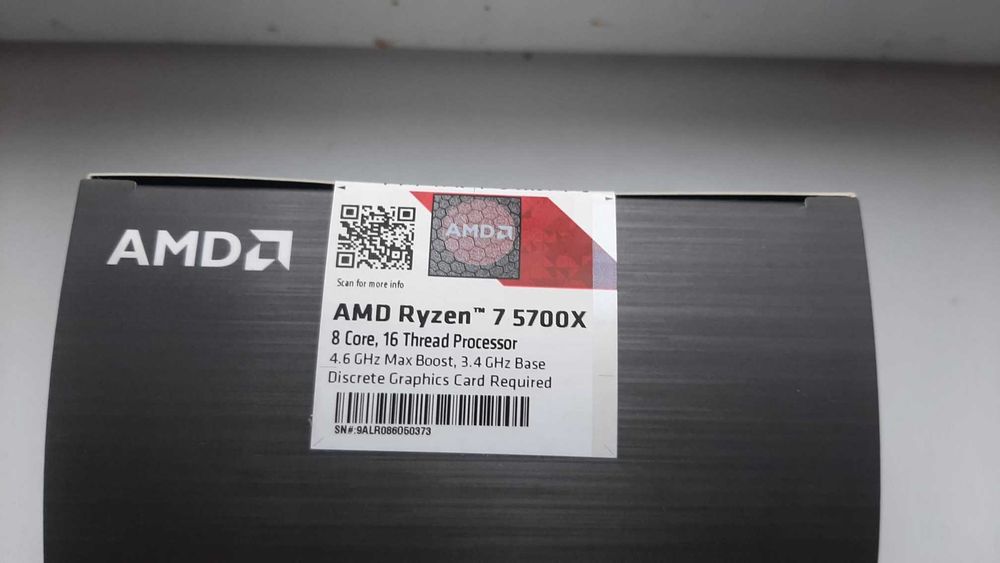 AMD
AMD
Scan for more info
AMD Ryzen™ 7 5700X
8 Core, 16 Thread Processor
4.6 GHz Max Boost, 3.4 GHz Base
Discrete Graphics Card Required
SN#:9ALR086050373